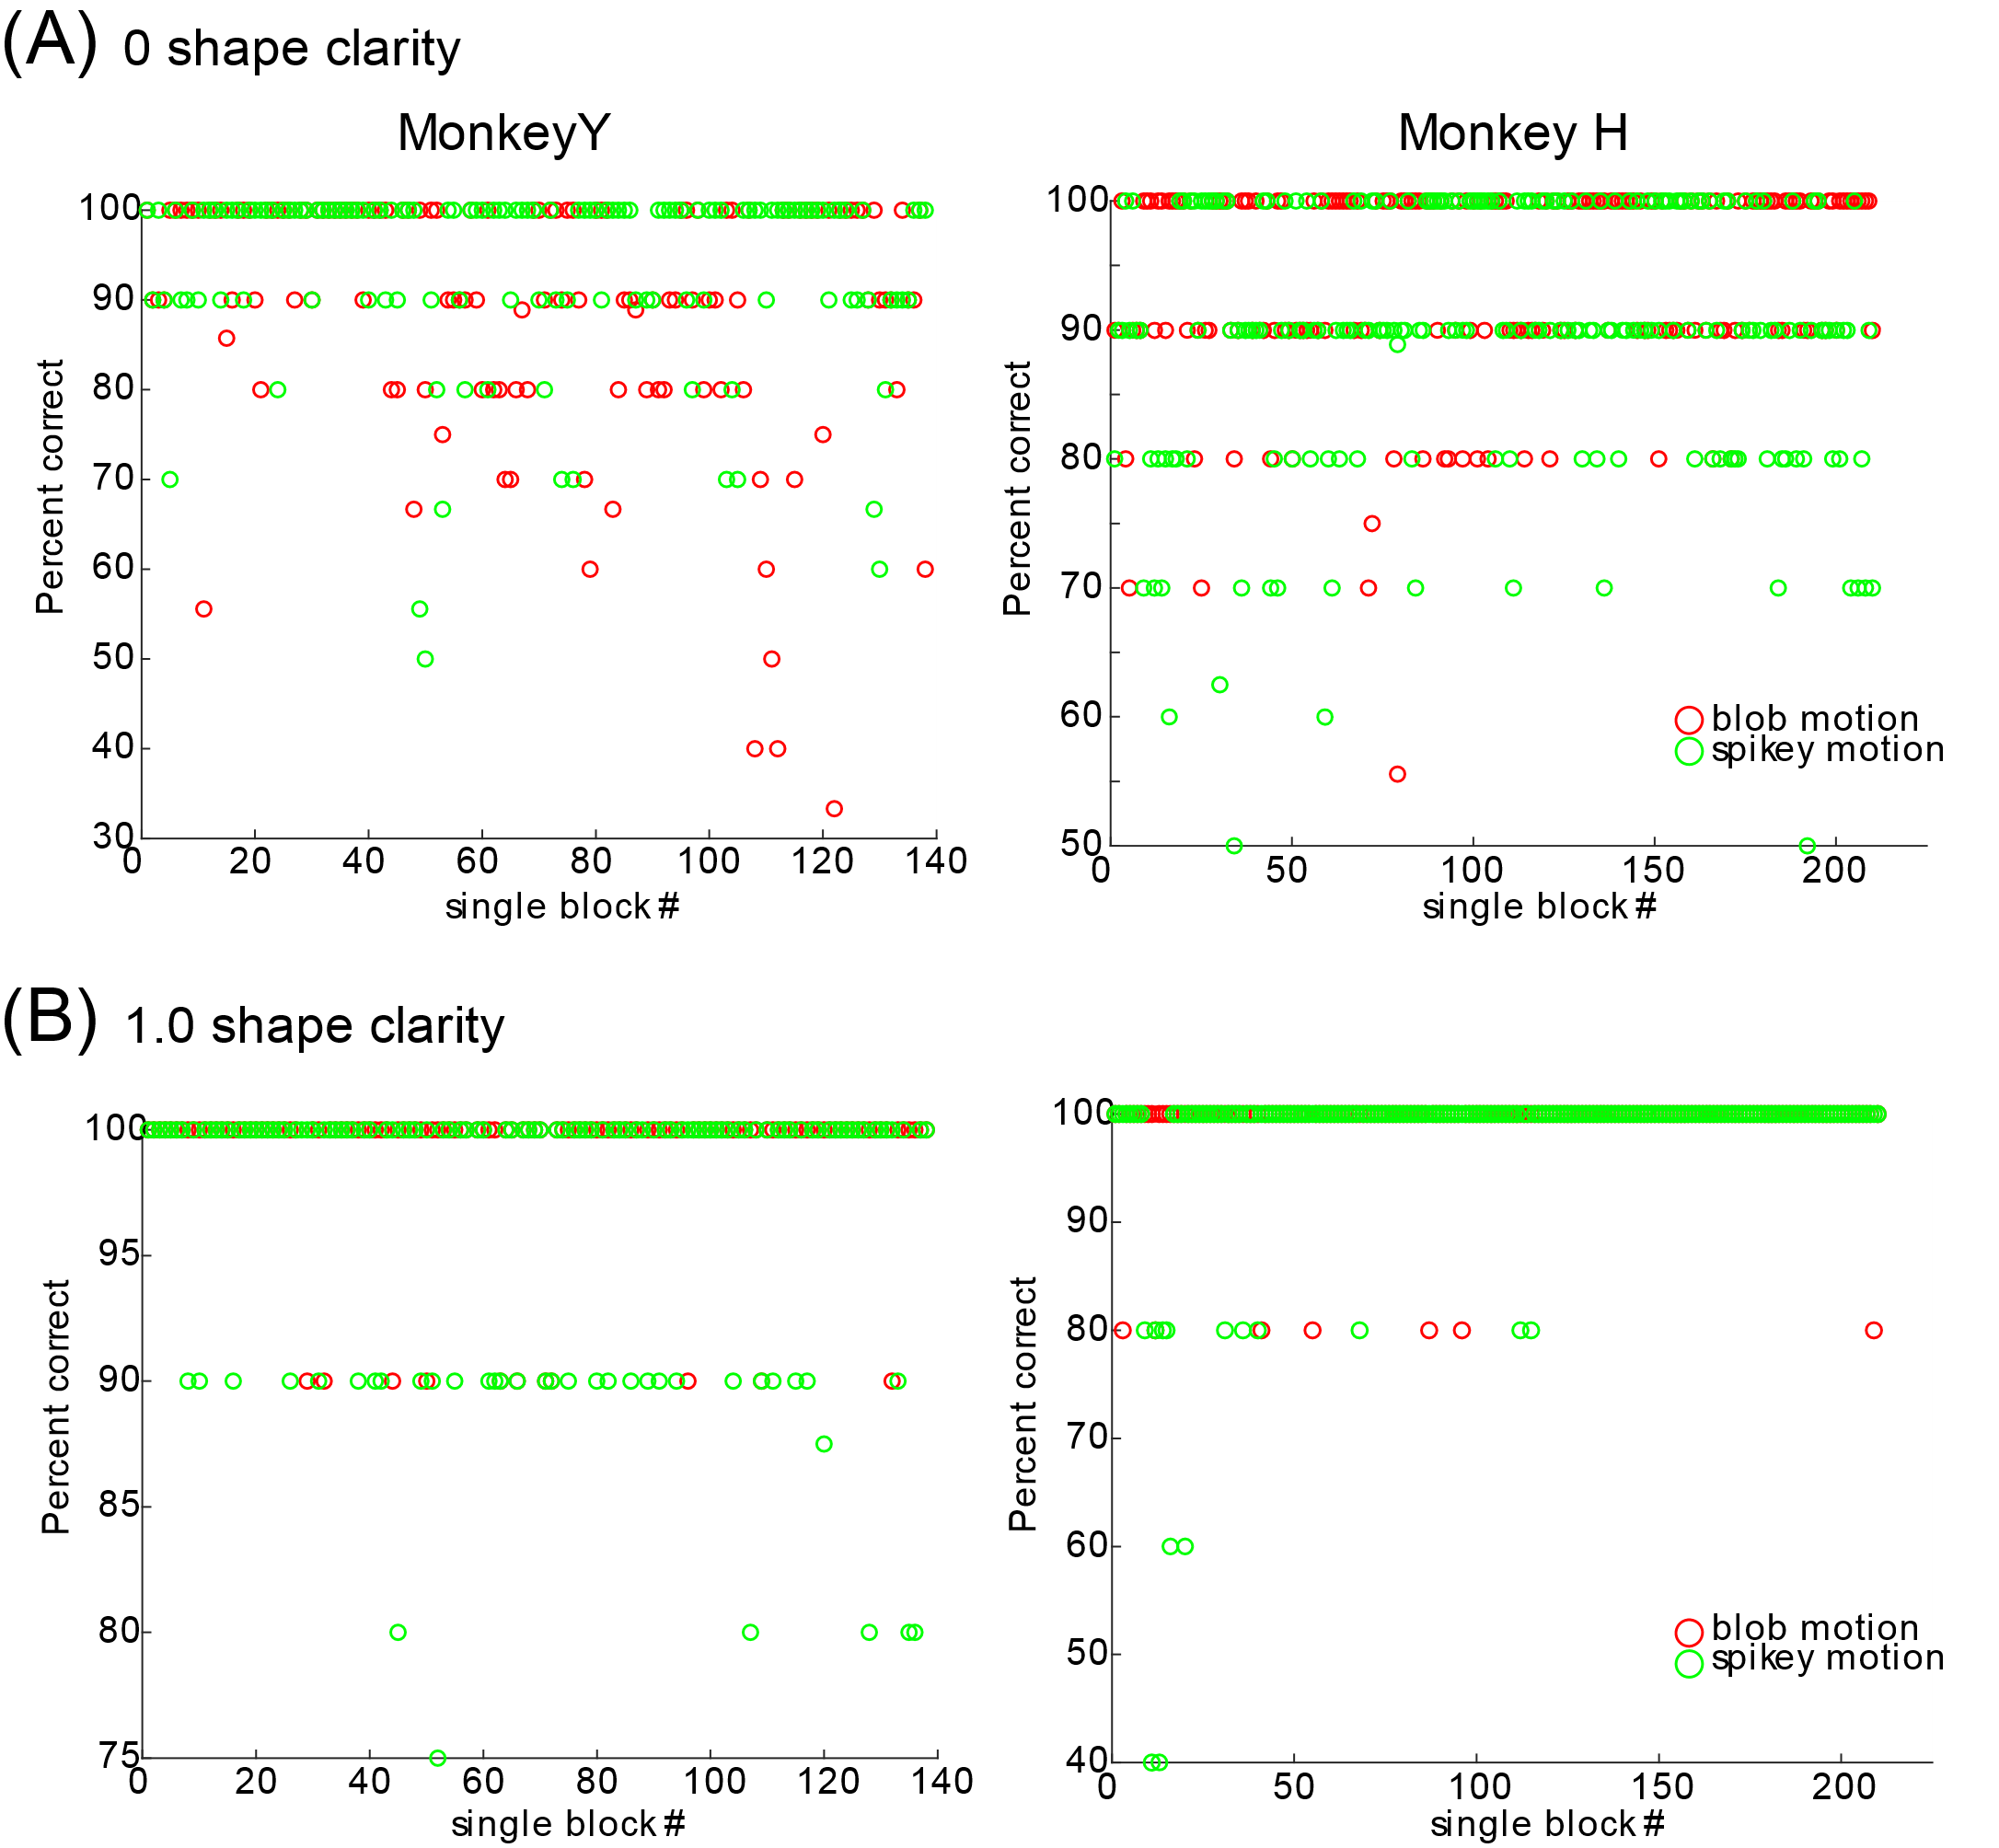 (A) 0 shape clarity
MonkeyY
Monkey H
100
90
80
70
60
50
40
30
Percent correct
0 20 40 60 80 100 120 140
single block #
100
90
80
70
60
50
Percent correct
0 50 100 150 200
single block #
blob motion
spikey motion
(B) 1.0 shape clarity
100
95
90
85
80
75
Percent correct
0 20 40 60 80 100 120 140
single block #
100
90
80
70
60
50
40
Percent correct
0 50 100 150 200
single block #
blob motion
spikey motion